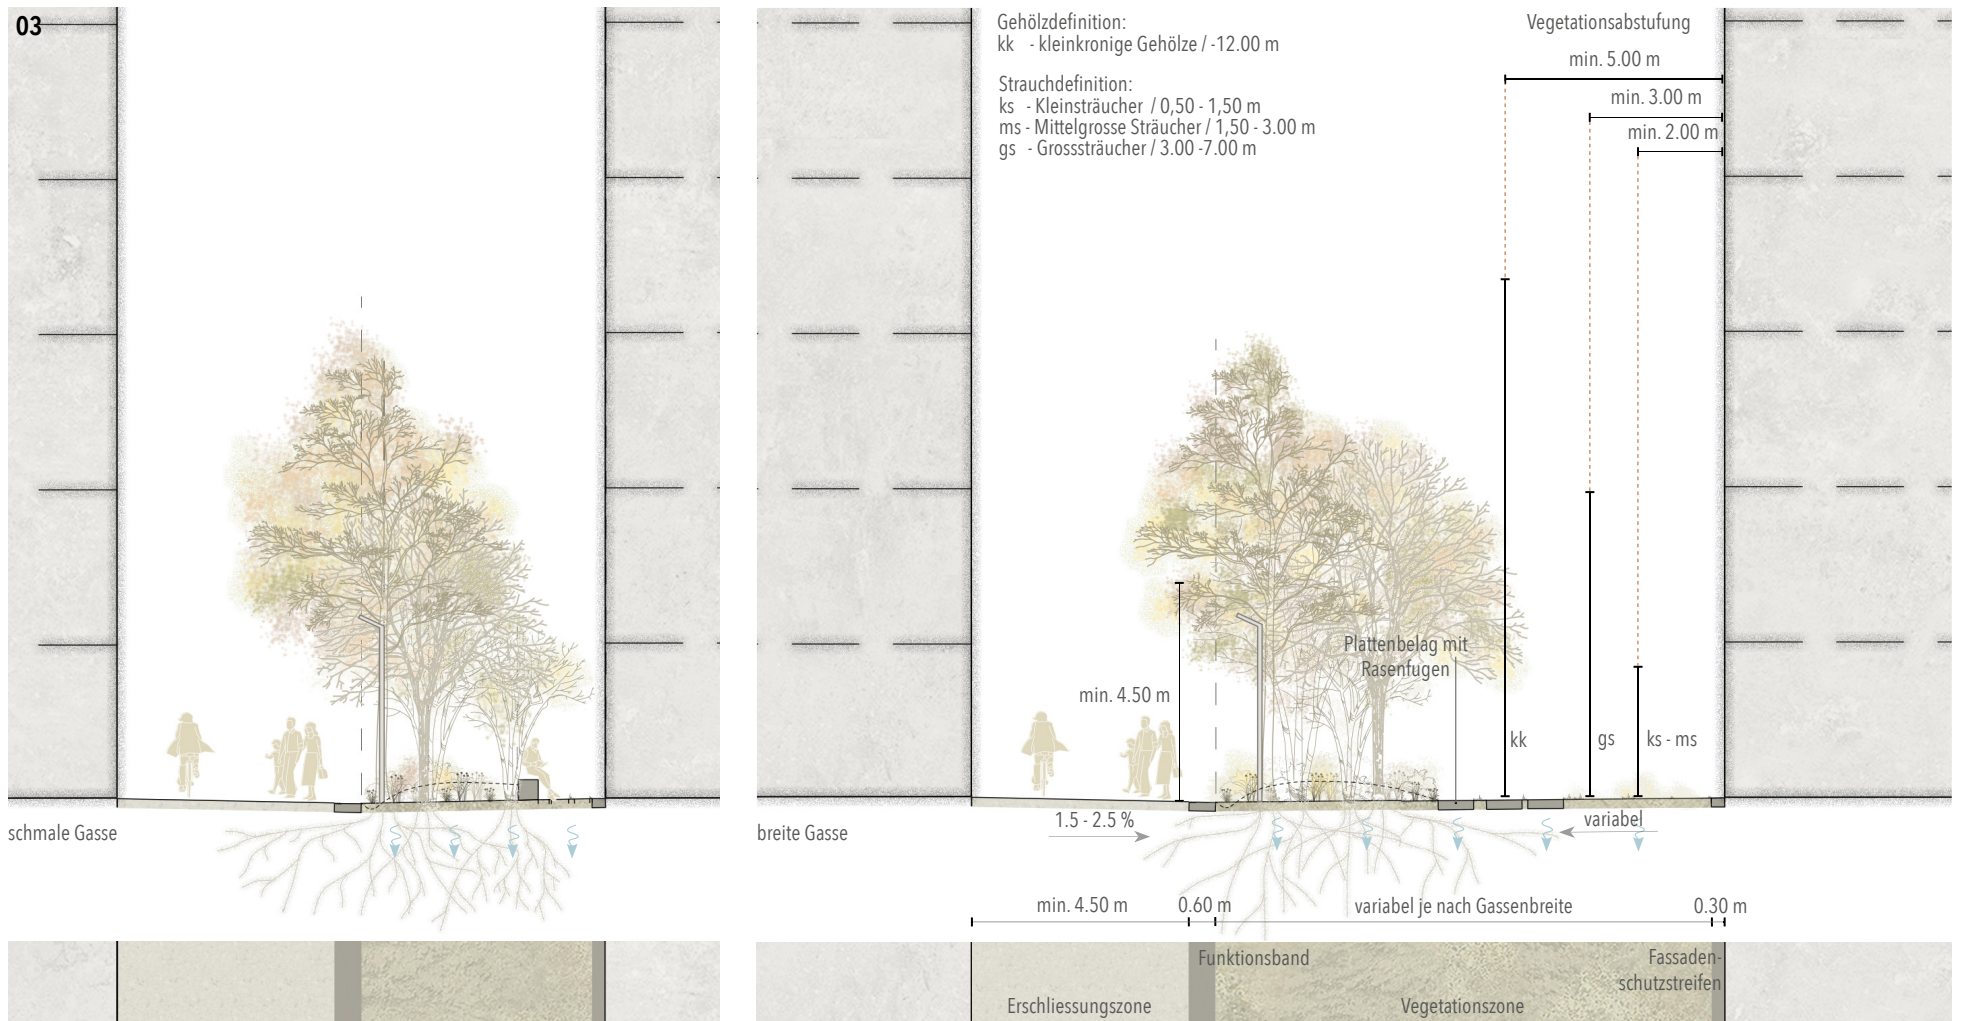 03
Gehölzdefinition:
kk - kleinkronige Gehölze / -12.00 m
Strauchdefinition:
ks - Kleinsträucher / 0,50 - 1,50 m
ms - Mittelgrosse Sträucher / 1,50 - 3.00 m
gs - Grosssträucher / 3.00 -7.00 m
Vegetationsabstufung
min. 5.00 m
min. 3.00 m
min. 2.00 m
Plattenbelag mit
Rasenfugen
min. 4.50 m
kk
gs
ks - ms
schmale Gasse
breite Gasse
1.5 - 2.5 %
variabel
min. 4.50 m
0.60 m
variabel je nach Gassenbreite
0.30 m
Funktionsband
Fassaden-
schutzstreifen
Erschliessungszone
Vegetationszone